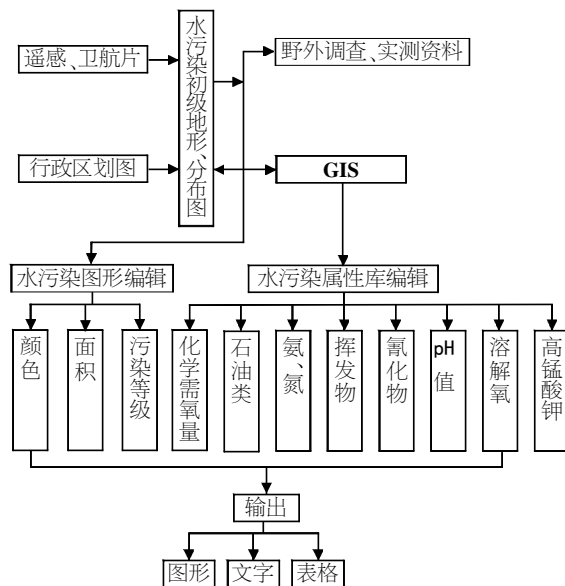 遥感、卫航片
水污染初级地形、分布图
野外调查、实测资料
行政区划图
GIS
水污染图形编辑
水污染属性库编辑
颜色
面积
污染等级
化学需氧量
石油类
氨、氮
挥发物
氰化物
pH值
溶解氧
高锰酸钾
输出
图形
文字
表格